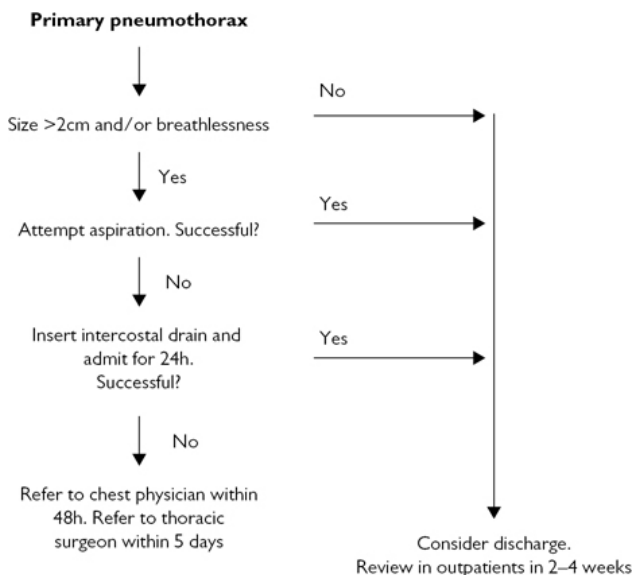 Primary pneumothorax
No
Size >2cm and/or breathlessness
Yes
Yes
Attempt aspiration. Successful?
No
Insert intercostal drain and
admit for 24h.
Successful?
Yes
No
Refer to chest physician within
48h. Refer to thoracic
surgeon within 5 days
Consider discharge.
Review in outpatients in 2–4 weeks